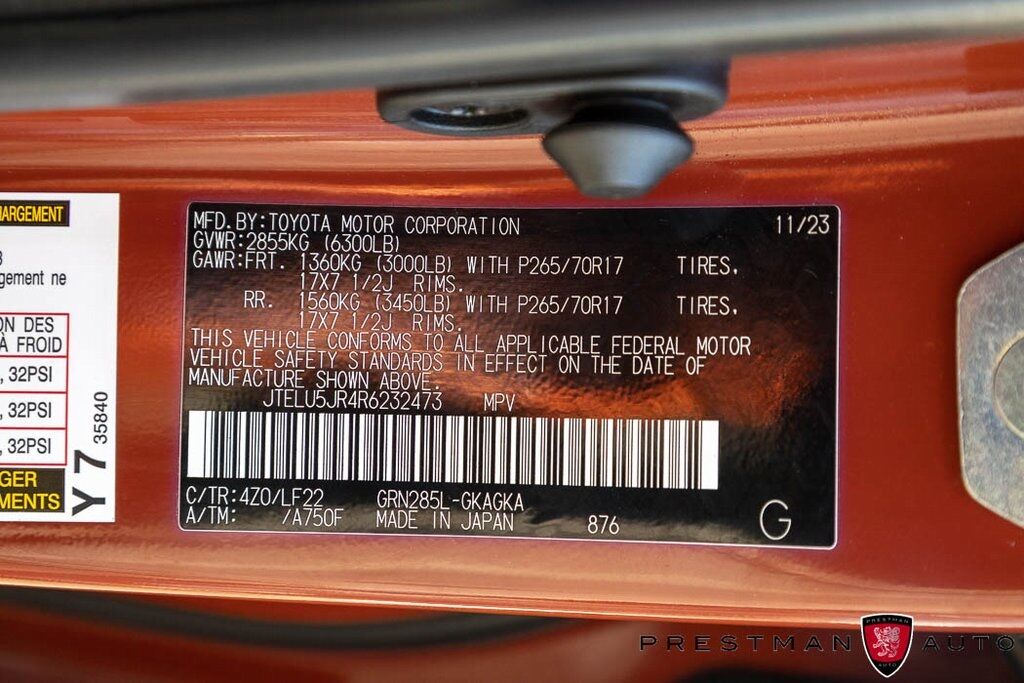 HARGEMENT
gement ne
ON DES
À FROID
, 32PSI
, 32PSI
, 32PSI
GER
MENTS
Y 7
35840
MFD.BY:TOYOTA MOTOR CORPORATION 11/23
GVWR:2855KG (6300LB)
GAWR:FRT. 1360KG (3000LB) WITH P265/70R17 TIRES,
17X7 1/2J RIMS.
RR. 1560KG (3450LB) WITH P265/70R17 TIRES,
17X7 1/2J RIMS.
THIS VEHICLE CONFORMS TO ALL APPLICABLE FEDERAL MOTOR
VEHICLE SAFETY STANDARDS IN EFFECT ON THE DATE OF
MANUFACTURE SHOWN ABOVE.
JTELU5JR4R6232473 MPV
C/TR:4Z0/LF22 GRN285L-GKAGKA
A/TM: /A750F MADE IN JAPAN 876 G
PRESTMAN AUTO
PRESTMAN
AUTO